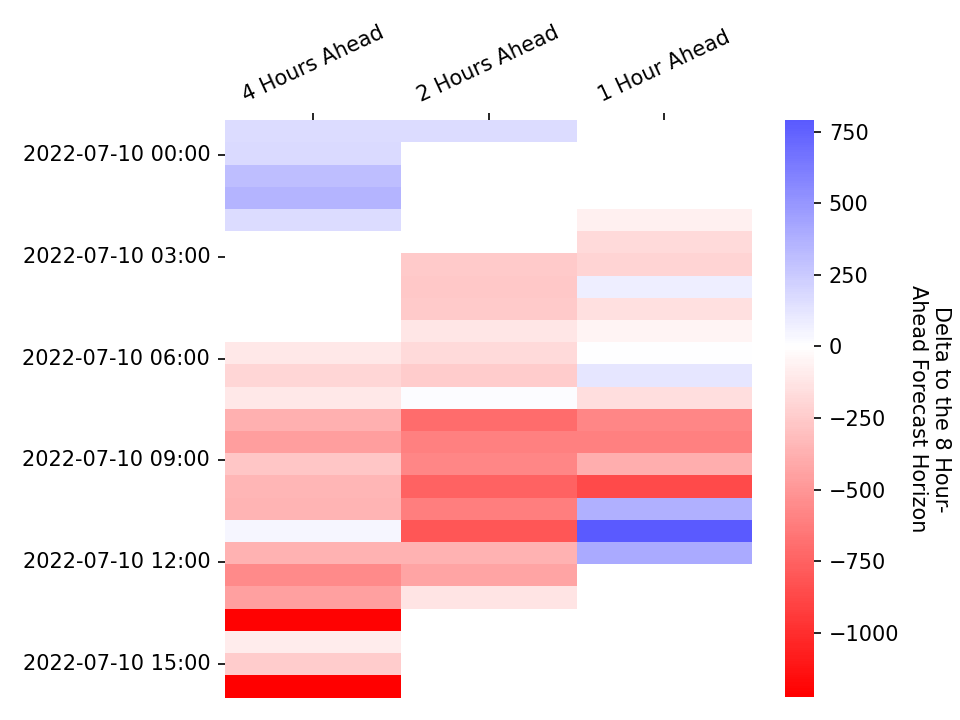 4 Hours Ahead
2 Hours Ahead
1 Hour Ahead
2022-07-10 00:00
2022-07-10 03:00
2022-07-10 06:00
2022-07-10 09:00
2022-07-10 12:00
2022-07-10 15:00
750
500
250
0
−250
−500
−750
−1000
Delta to the 8 Hour-
Ahead Forecast Horizon